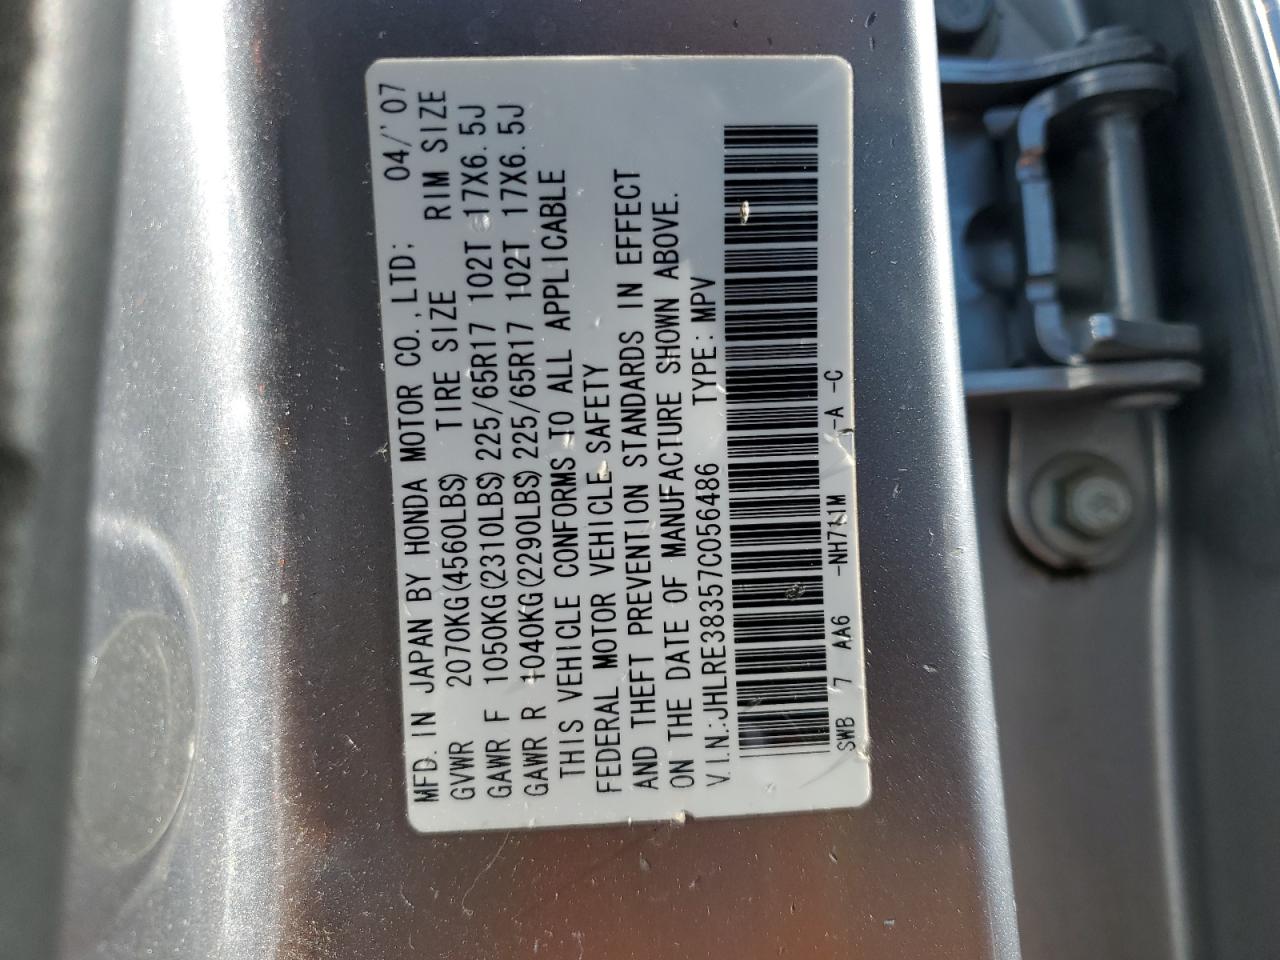 MFD. IN JAPAN BY HONDA MOTOR CO., LTD: 04/'07
GVWR 2070KG(4560LBS) TIRE SIZE RIM SIZE
GAWR F 1050KG(2310LBS) 225/65R17 102T 17X6.5J
GAWR R 1040KG(2290LBS) 225/65R17 102T 17X6.5J
THIS VEHICLE CONFORMS TO ALL APPLICABLE
FEDERAL MOTOR VEHICLE SAFETY
AND THEFT PREVENTION STANDARDS IN EFFECT
ON THE DATE OF MANUFACTURE SHOWN ABOVE.
V.I.N.:JHLRE38357C056486 TYPE: MPV
SWB 7 AA6 -A -C